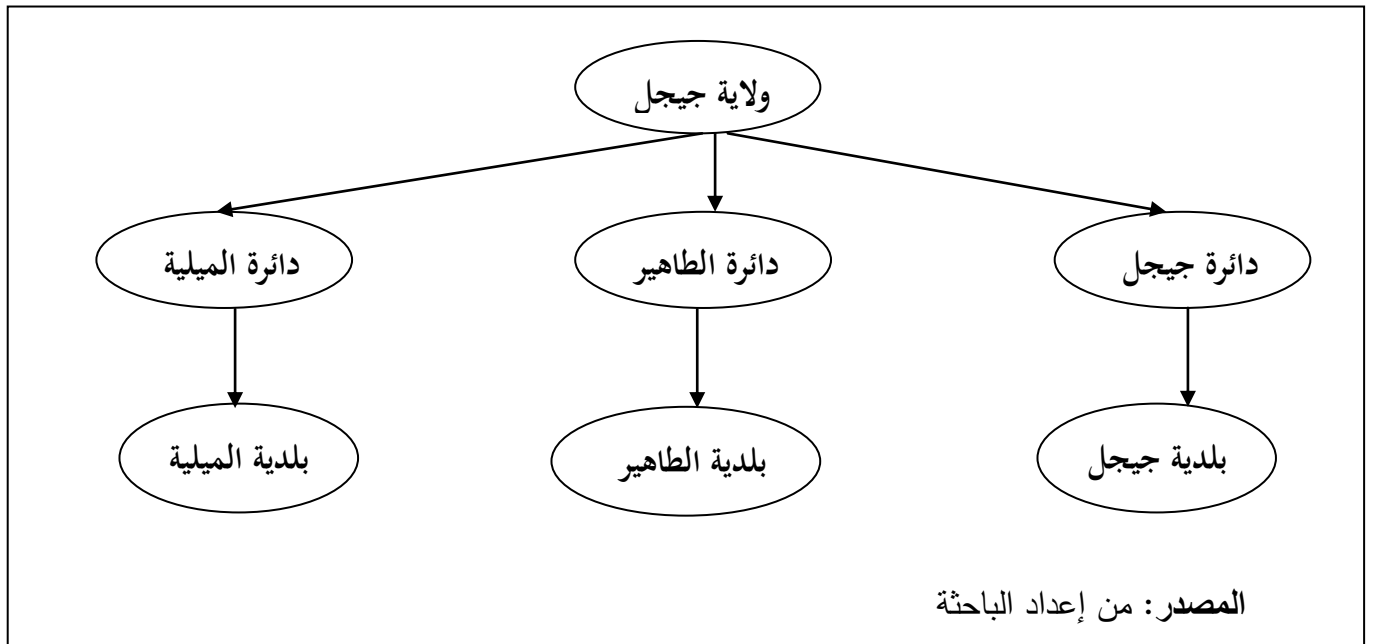 ولاية جيجل
دائرة جيجل
دائرة الطاهير
دائرة الميلية
بلدية جيجل
بلدية الطاهير
بلدية الميلية
المصدر: من إعداد الباحثة